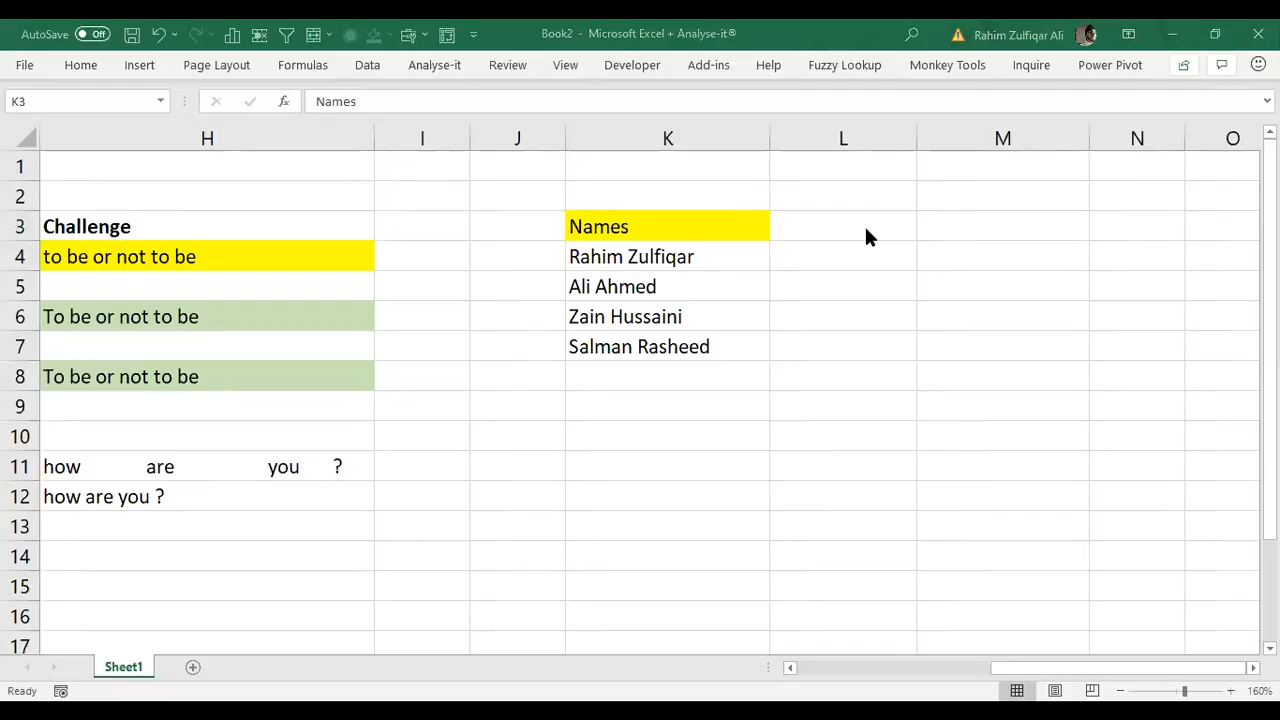 AutoSave Off Book2 - Microsoft Excel + Analyse-it® Rahim Zulfiqar Ali
File Home Insert Page Layout Formulas Data Analyse-it Review View Developer Add-ins Help Fuzzy Lookup Monkey Tools Inquire Power Pivot
K3 fx Names
H I J K L M N O
1
2
3 Challenge Names
4 to be or not to be Rahim Zulfiqar
5 Ali Ahmed
6 To be or not to be Zain Hussaini
7 Salman Rasheed
8 To be or not to be
9
10
11 how are you ?
12 how are you ?
13
14
15
16
17
Sheet1
Ready 160%